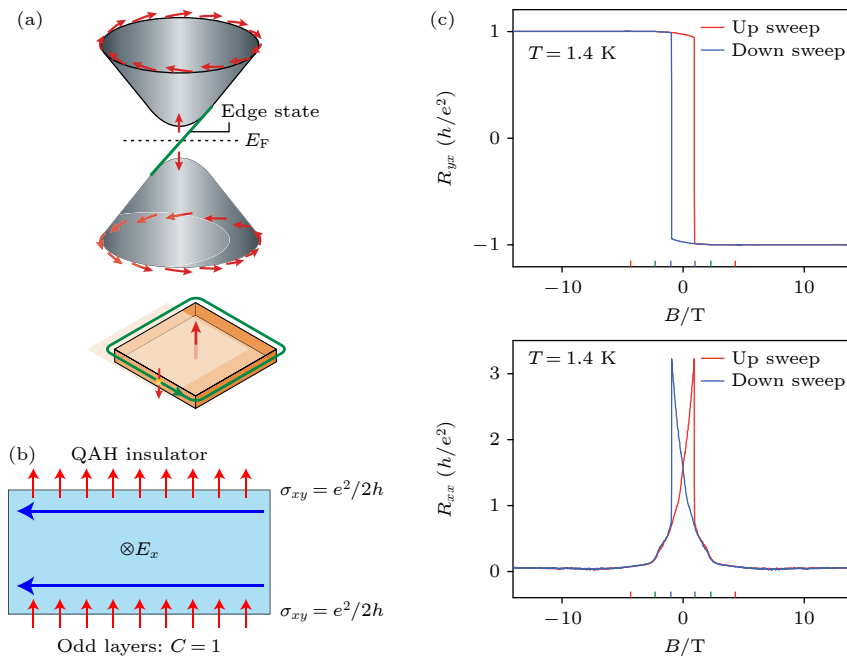 (a)
Edge state
E_F
(b)
QAH insulator
σ_xy = e²/2h
⊗E_x
σ_xy = e²/2h
Odd layers: C = 1
(c)
Up sweep
Down sweep
T = 1.4 K
1
0
−1
R_yx (h/e²)
−10
0
10
B/T
Up sweep
Down sweep
T = 1.4 K
3
2
1
0
R_xx (h/e²)
−10
0
10
B/T